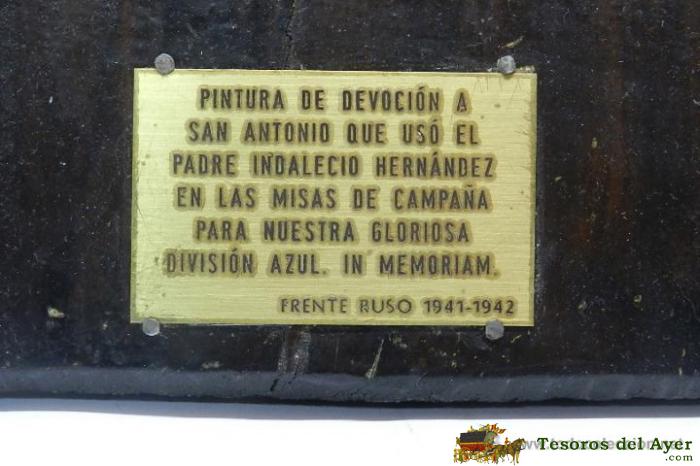 PINTURA DE DEVOCIÓN A
SAN ANTONIO QUE USÓ EL
PADRE INDALECIO HERNÁNDEZ
EN LAS MISAS DE CAMPAÑA
PARA NUESTRA GLORIOSA
DIVISIÓN AZUL. IN MEMORIAM.
FRENTE RUSO 1941-1942
Tesoros del Ayer
.com